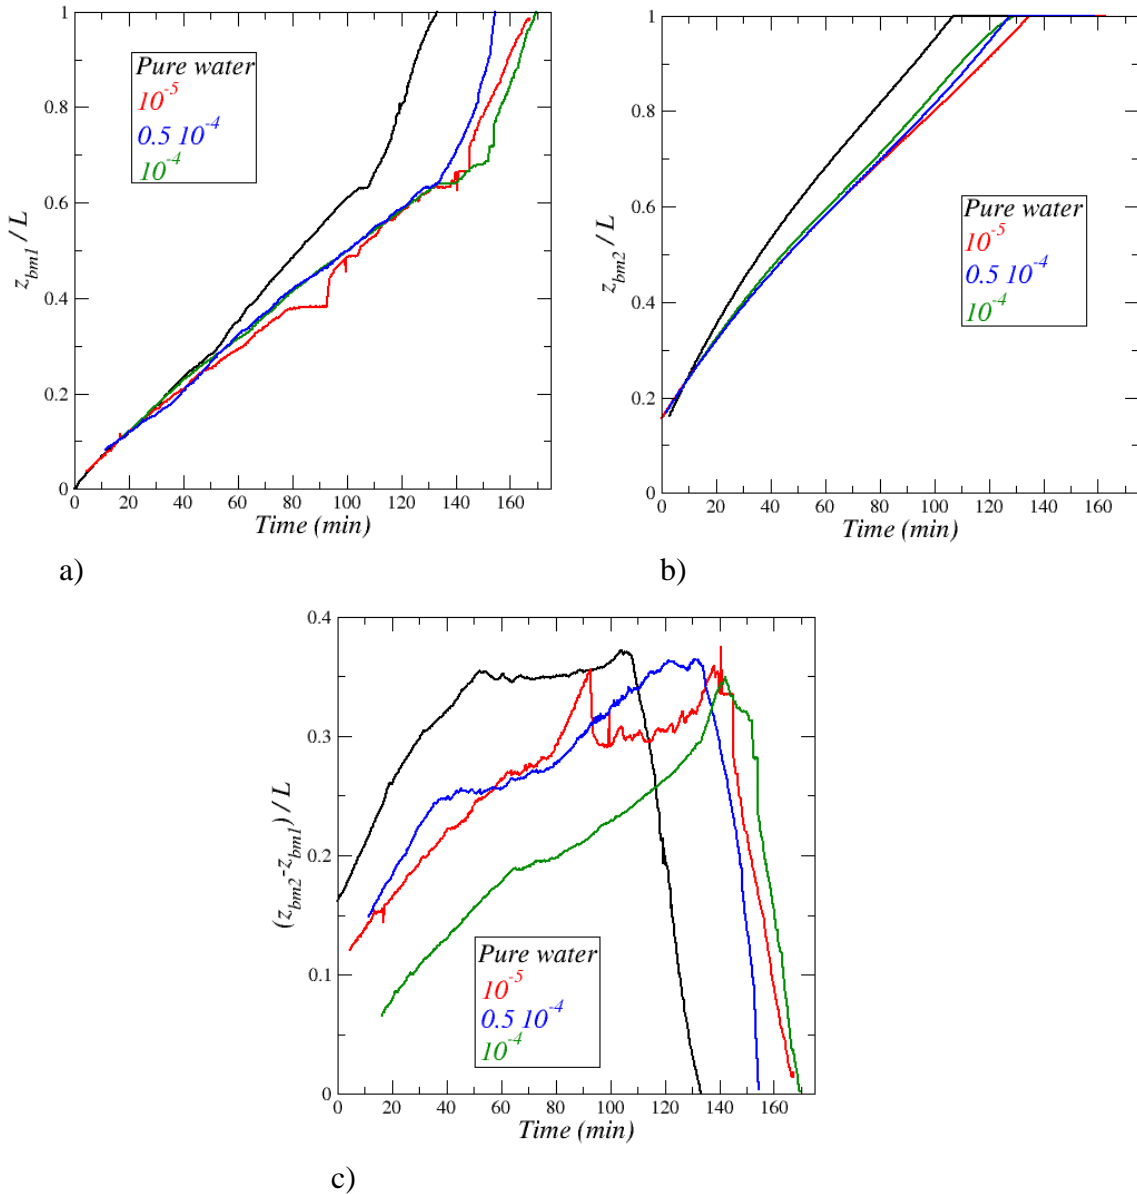 1
0.8
0.6
0.4
0.2
0
z_bm1 / L
Pure water
10^-5
0.5 10^-4
10^-4
0 20 40 60 80 100 120 140 160
Time (min)
a)
1
0.8
0.6
0.4
0.2
0
z_bm2 / L
Pure water
10^-5
0.5 10^-4
10^-4
0 20 40 60 80 100 120 140 160
Time (min)
b)
0.4
0.3
0.2
0.1
0
(z_bm2-z_bm1) / L
Pure water
10^-5
0.5 10^-4
10^-4
0 20 40 60 80 100 120 140 160
Time (min)
c)